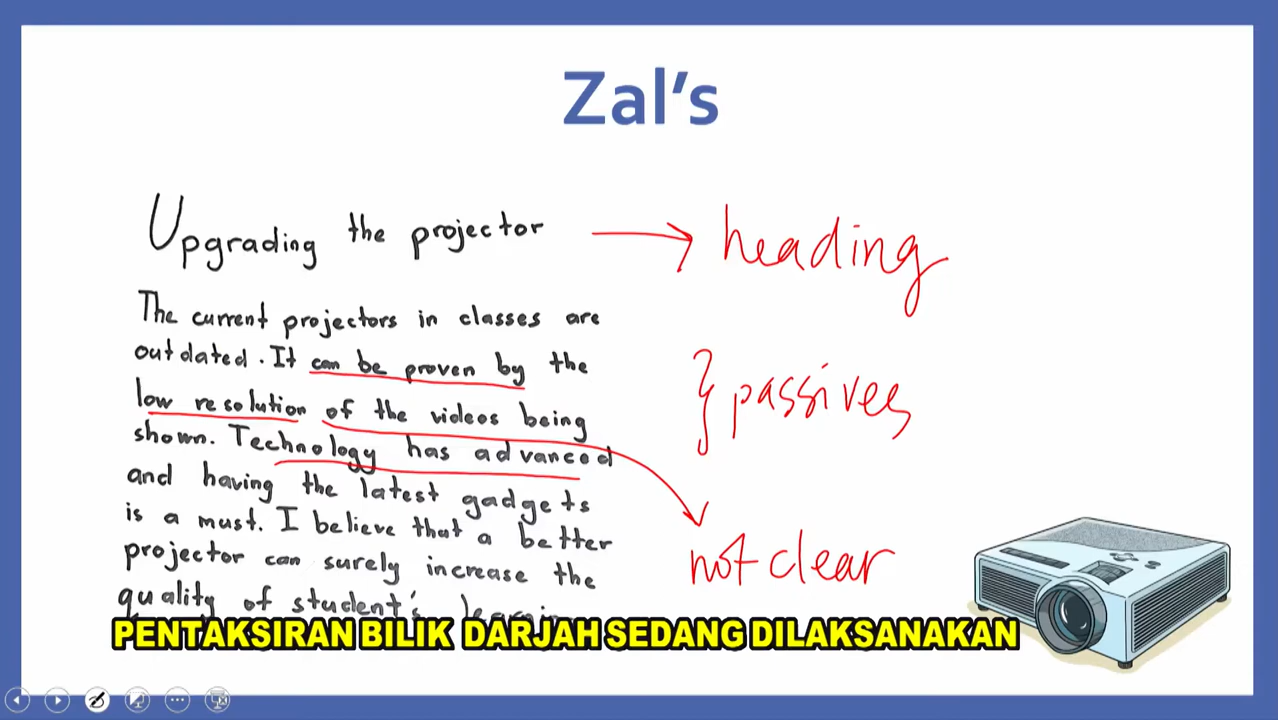 Zal's
Upgrading the projector
heading
The current projectors in classes are
outdated. It can be proven by the
low resolution of the videos being
shown. Technology has advanced
and having the latest gadgets
is a must. I believe that a better
projector can surely increase the
quality of student's
passives
not clear
PENTAKSIRAN BILIK DARJAH SEDANG DILAKSANAKAN